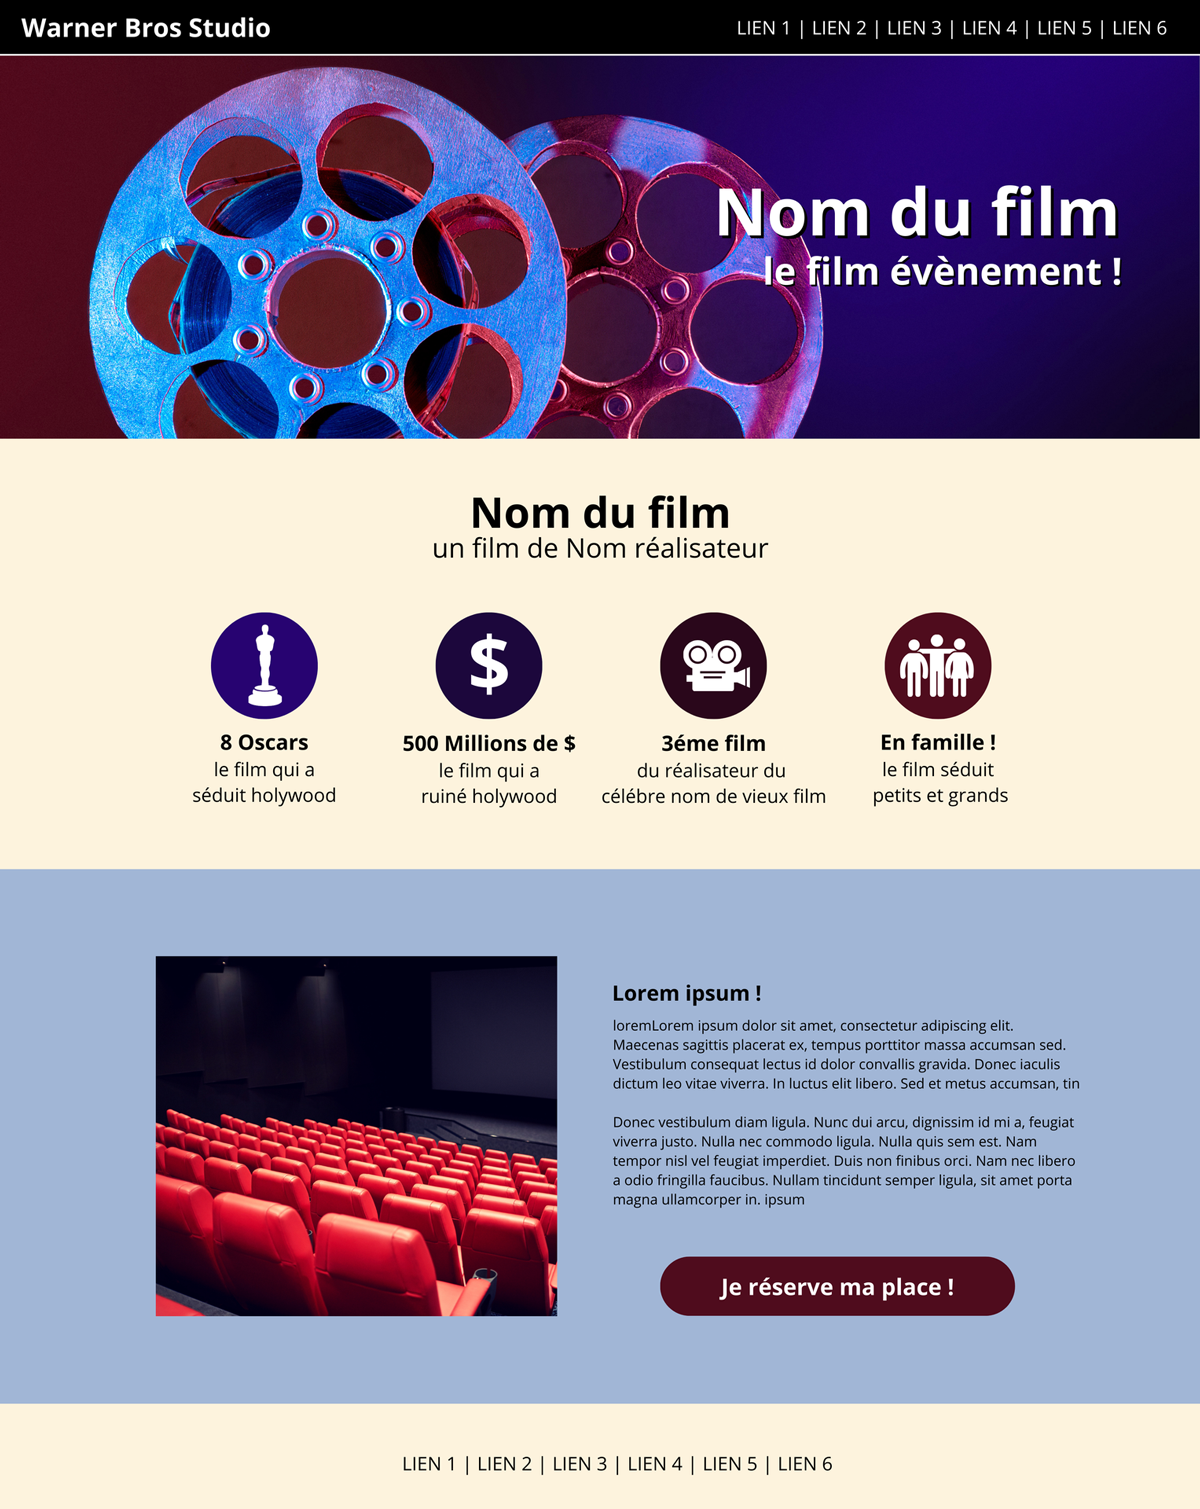 Warner Bros Studio
LIEN 1 | LIEN 2 | LIEN 3 | LIEN 4 | LIEN 5 | LIEN 6
Nom du film
le film évènement !
Nom du film
un film de Nom réalisateur
$
8 Oscars
le film qui a
séduit holywood
500 Millions de $
le film qui a
ruiné holywood
3éme film
du réalisateur du
célébre nom de vieux film
En famille !
le film séduit
petits et grands
Lorem ipsum !
loremLorem ipsum dolor sit amet, consectetur adipiscing elit.
Maecenas sagittis placerat ex, tempus porttitor massa accumsan sed.
Vestibulum consequat lectus id dolor convallis gravida. Donec iaculis
dictum leo vitae viverra. In luctus elit libero. Sed et metus accumsan, tin
Donec vestibulum diam ligula. Nunc dui arcu, dignissim id mi a, feugiat
viverra justo. Nulla nec commodo ligula. Nulla quis sem est. Nam
tempor nisl vel feugiat imperdiet. Duis non finibus orci. Nam nec libero
a odio fringilla faucibus. Nullam tincidunt semper ligula, sit amet porta
magna ullamcorper in. ipsum
Je réserve ma place !
LIEN 1 | LIEN 2 | LIEN 3 | LIEN 4 | LIEN 5 | LIEN 6